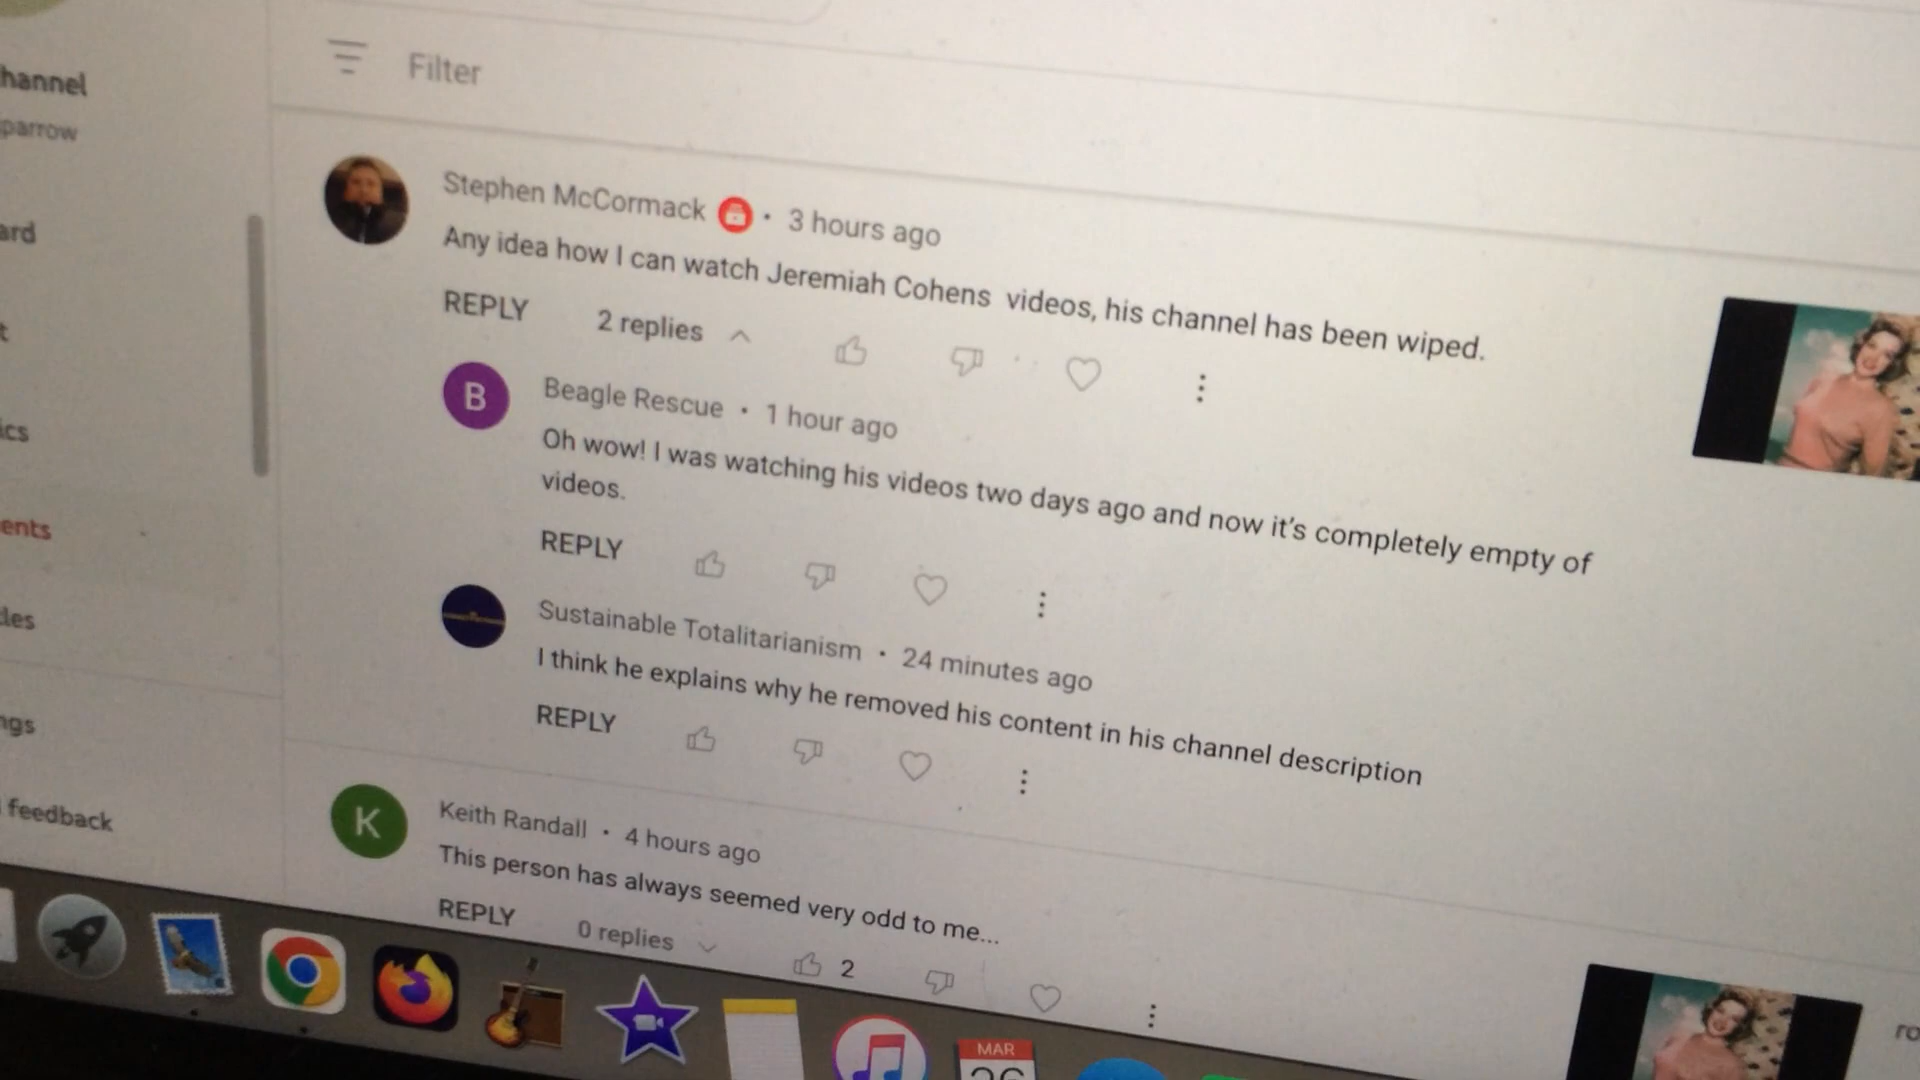 Filter
hannel
parrow
Stephen McCormack • 3 hours ago
Any idea how I can watch Jeremiah Cohens videos, his channel has been wiped.
REPLY 2 replies
ard
t
B
Beagle Rescue • 1 hour ago
Oh wow! I was watching his videos two days ago and now it's completely empty of
videos.
REPLY
ics
ents
Sustainable Totalitarianism • 24 minutes ago
I think he explains why he removed his content in his channel description
REPLY
les
ngs
feedback
K
Keith Randall • 4 hours ago
This person has always seemed very odd to me...
REPLY 0 replies 2
ro
MAR
26